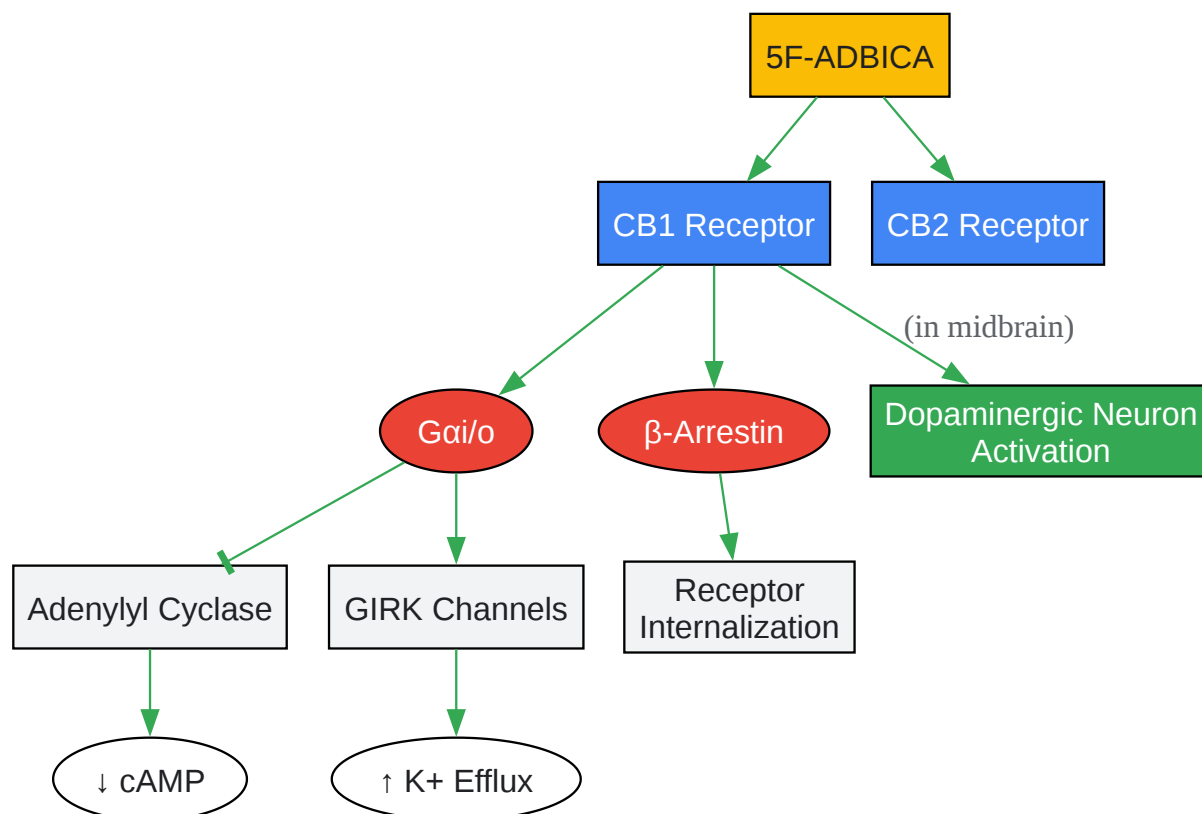 5F-ADBICA
CB1 Receptor
CB2 Receptor
(in midbrain)
Gαi/o
β-Arrestin
Dopaminergic Neuron
Activation
Adenylyl Cyclase
GIRK Channels
Receptor
Internalization
↓ cAMP
↑ K+ Efflux